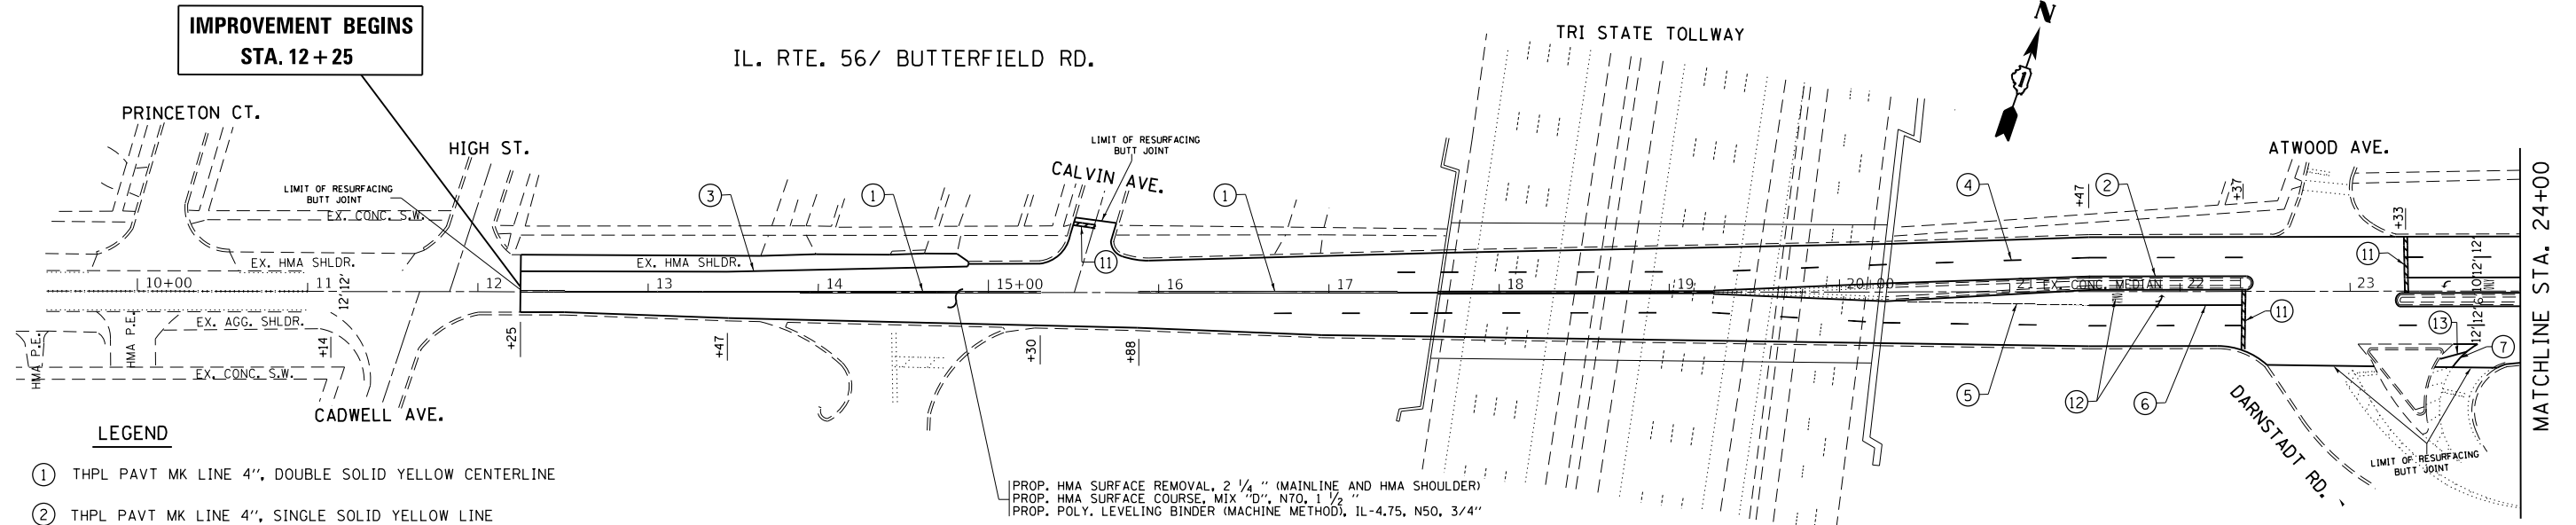 IMPROVEMENT BEGINS
STA. 12+25
IL. RTE. 56/ BUTTERFIELD RD.
TRI STATE TOLLWAY
N
1
PRINCETON CT.
HIGH ST.
LIMIT OF RESURFACING
BUTT JOINT
CALVIN AVE.
ATWOOD AVE.
LIMIT OF RESURFACING
BUTT JOINT
EX. CONC. S.W.
3
1
1
4
+47
2
+37
+33
MATCHLINE STA. 24+00
EX. HMA SHLDR.
EX. HMA SHLDR.
11
11
12'
12'
10+00
11
12
13
14
15+00
16
17
18
19
20+00
21
EX. CONC. MEDIAN
22
23
12'12'6'10'12'12'
EX. AGG. SHLDR.
HMA P.E.
HMA P.E.
+14
+25
+47
+30
+88
11
13
7
EX. CONC. S.W.
5
12
6
CADWELL AVE.
DARNSTADT RD.
LIMIT OF RESURFACING
BUTT JOINT
LEGEND
1 THPL PAVT MK LINE 4", DOUBLE SOLID YELLOW CENTERLINE
2 THPL PAVT MK LINE 4", SINGLE SOLID YELLOW LINE
PROP. HMA SURFACE REMOVAL, 2 1/4 " (MAINLINE AND HMA SHOULDER)
PROP. HMA SURFACE COURSE, MIX "D", N70, 1 1/2 "
PROP. POLY. LEVELING BINDER (MACHINE METHOD), IL-4.75, N50, 3/4"